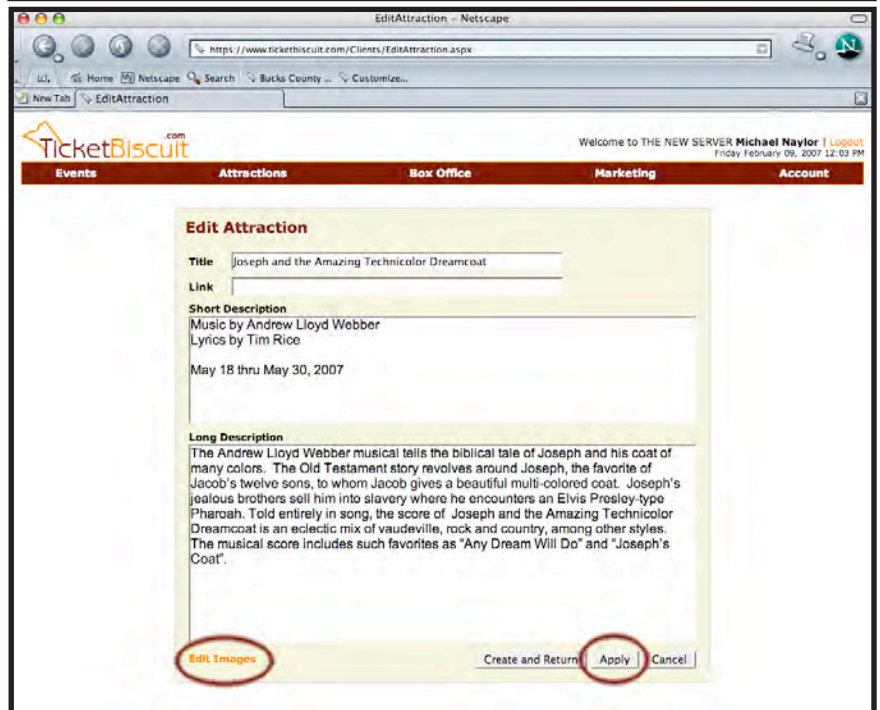 EditAttraction – Netscape
https://www.ticketbiscuit.com/Clients/EditAttraction.aspx
Home Netscape Search Bucks County ... Customize...
New Tab EditAttraction
TicketBiscuit.com
Welcome to THE NEW SERVER Michael Naylor | Logout
Friday February 09, 2007 12:03 PM
Events Attractions Box Office Marketing Account
Edit Attraction
Title Joseph and the Amazing Technicolor Dreamcoat
Link
Short Description
Music by Andrew Lloyd Webber
Lyrics by Tim Rice
May 18 thru May 30, 2007
Long Description
The Andrew Lloyd Webber musical tells the biblical tale of Joseph and his coat of
many colors. The Old Testament story revolves around Joseph, the favorite of
Jacob's twelve sons, to whom Jacob gives a beautiful multi-colored coat. Joseph's
jealous brothers sell him into slavery where he encounters an Elvis Presley-type
Pharoah. Told entirely in song, the score of Joseph and the Amazing Technicolor
Dreamcoat is an eclectic mix of vaudeville, rock and country, among other styles.
The musical score includes such favorites as "Any Dream Will Do" and "Joseph's
Coat".
Edit Images Create and Return Apply Cancel